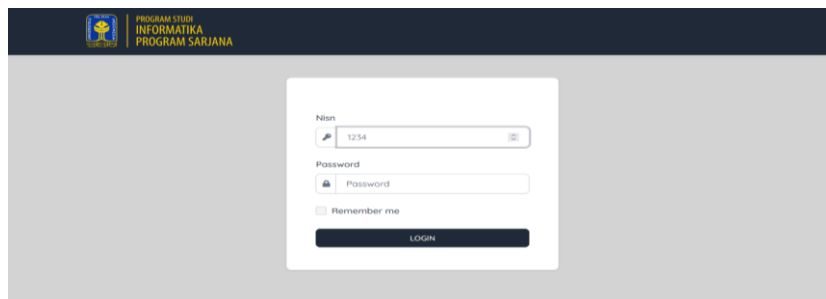 PROGRAM STUDI
INFORMATIKA
PROGRAM SARJANA
Nisn
1234
Password
Password
Remember me
LOGIN